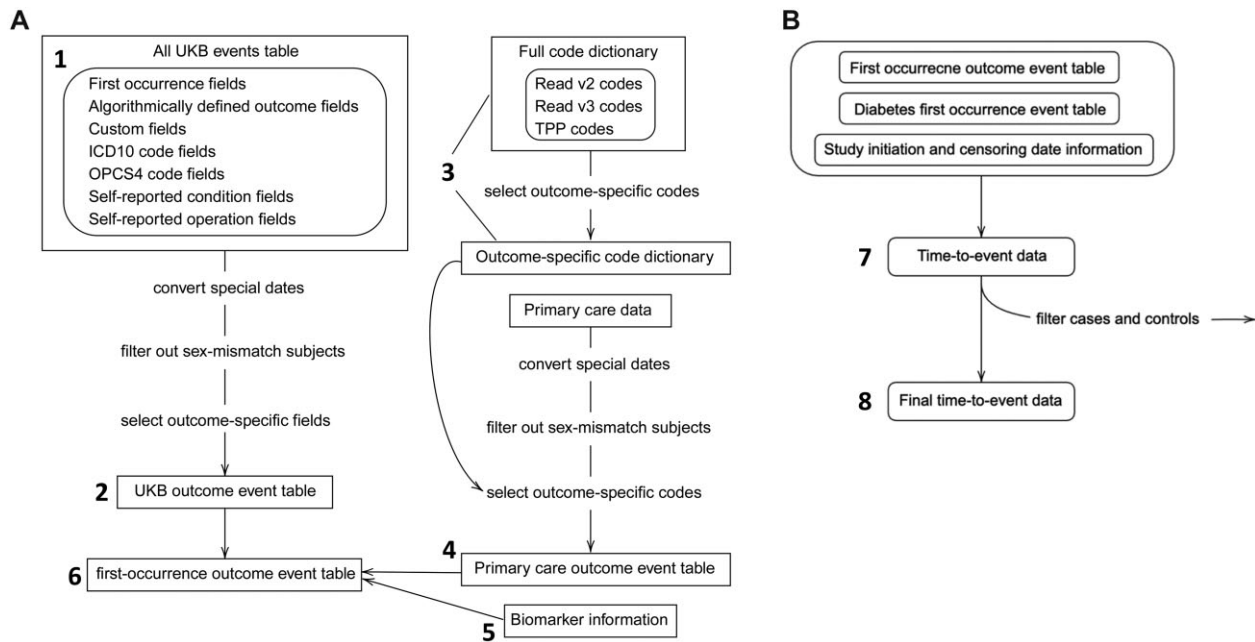 A
1
All UKB events table
First occurrence fields
Algorithmically defined outcome fields
Custom fields
ICD10 code fields
OPCS4 code fields
Self-reported condition fields
Self-reported operation fields
convert special dates
filter out sex-mismatch subjects
select outcome-specific fields
2
UKB outcome event table
6
first-occurrence outcome event table
Full code dictionary
Read v2 codes
Read v3 codes
TPP codes
3
select outcome-specific codes
Outcome-specific code dictionary
Primary care data
convert special dates
filter out sex-mismatch subjects
select outcome-specific codes
4
Primary care outcome event table
5
Biomarker information
B
First occurrecne outcome event table
Diabetes first occurrence event table
Study initiation and censoring date information
7
Time-to-event data
filter cases and controls
8
Final time-to-event data